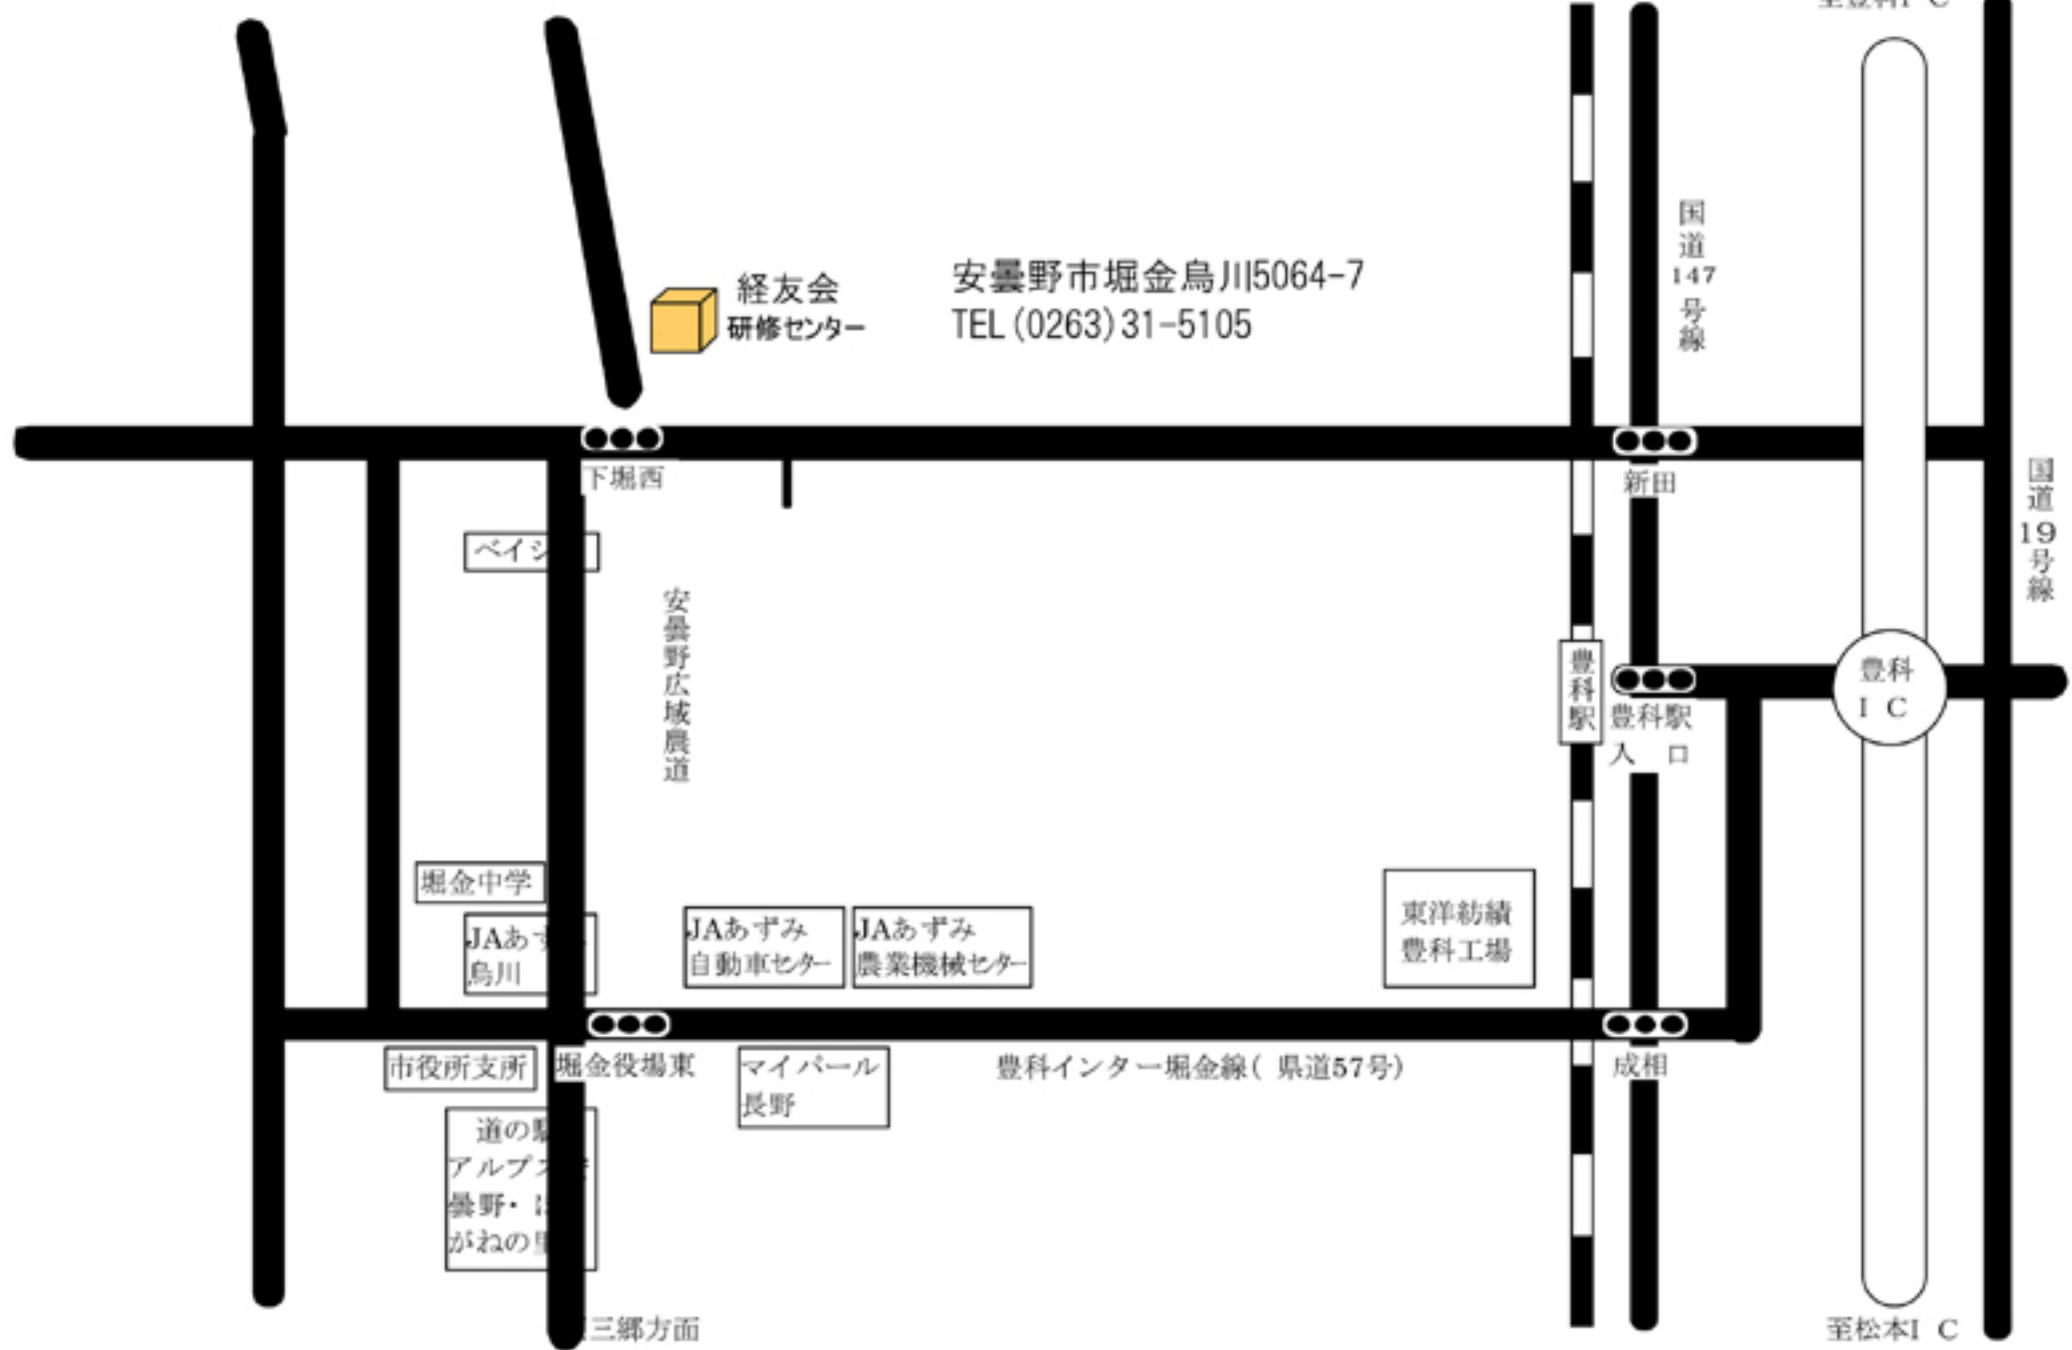 国道147号線
経友会
研修センター
安曇野市堀金烏川5064-7
TEL(0263)31-5105
下堀西
新田
国道19号線
ベイシ
安曇野広域農道
豊科駅
豊科駅
入 口
豊科
I C
堀金中学
JAあず
烏川
JAあずみ
自動車センター
JAあずみ
農業機械センター
東洋紡績
豊科工場
市役所支所
堀金役場東
マイパール
長野
豊科インター堀金線( 県道57号)
成相
道の駅
アルプス
曇野・ほ
がねの里
三郷方面
至松本I C